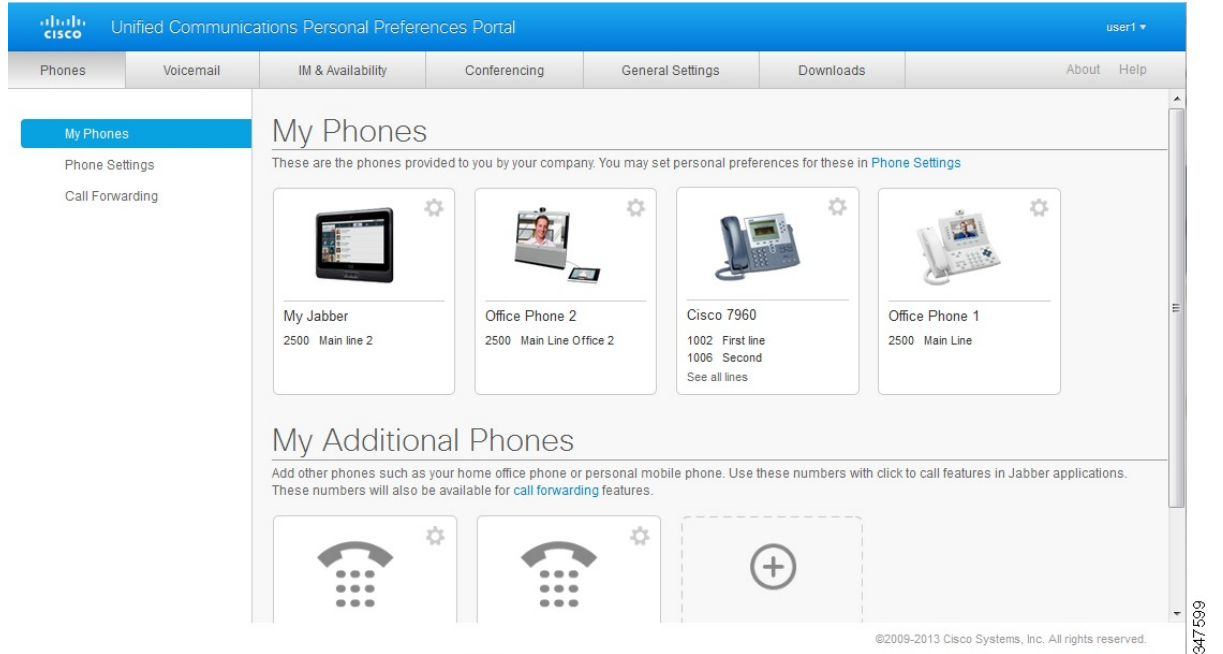 CISCO Unified Communications Personal Preferences Portal user1
Phones Voicemail IM & Availability Conferencing General Settings Downloads About Help
My Phones
Phone Settings
Call Forwarding
My Phones
These are the phones provided to you by your company. You may set personal preferences for these in Phone Settings
My Jabber
2500 Main line 2
Office Phone 2
2500 Main Line Office 2
Cisco 7960
1002 First line
1006 Second
See all lines
Office Phone 1
2500 Main Line
My Additional Phones
Add other phones such as your home office phone or personal mobile phone. Use these numbers with click to call features in Jabber applications.
These numbers will also be available for call forwarding features.
©2009-2013 Cisco Systems, Inc. All rights reserved.
347599